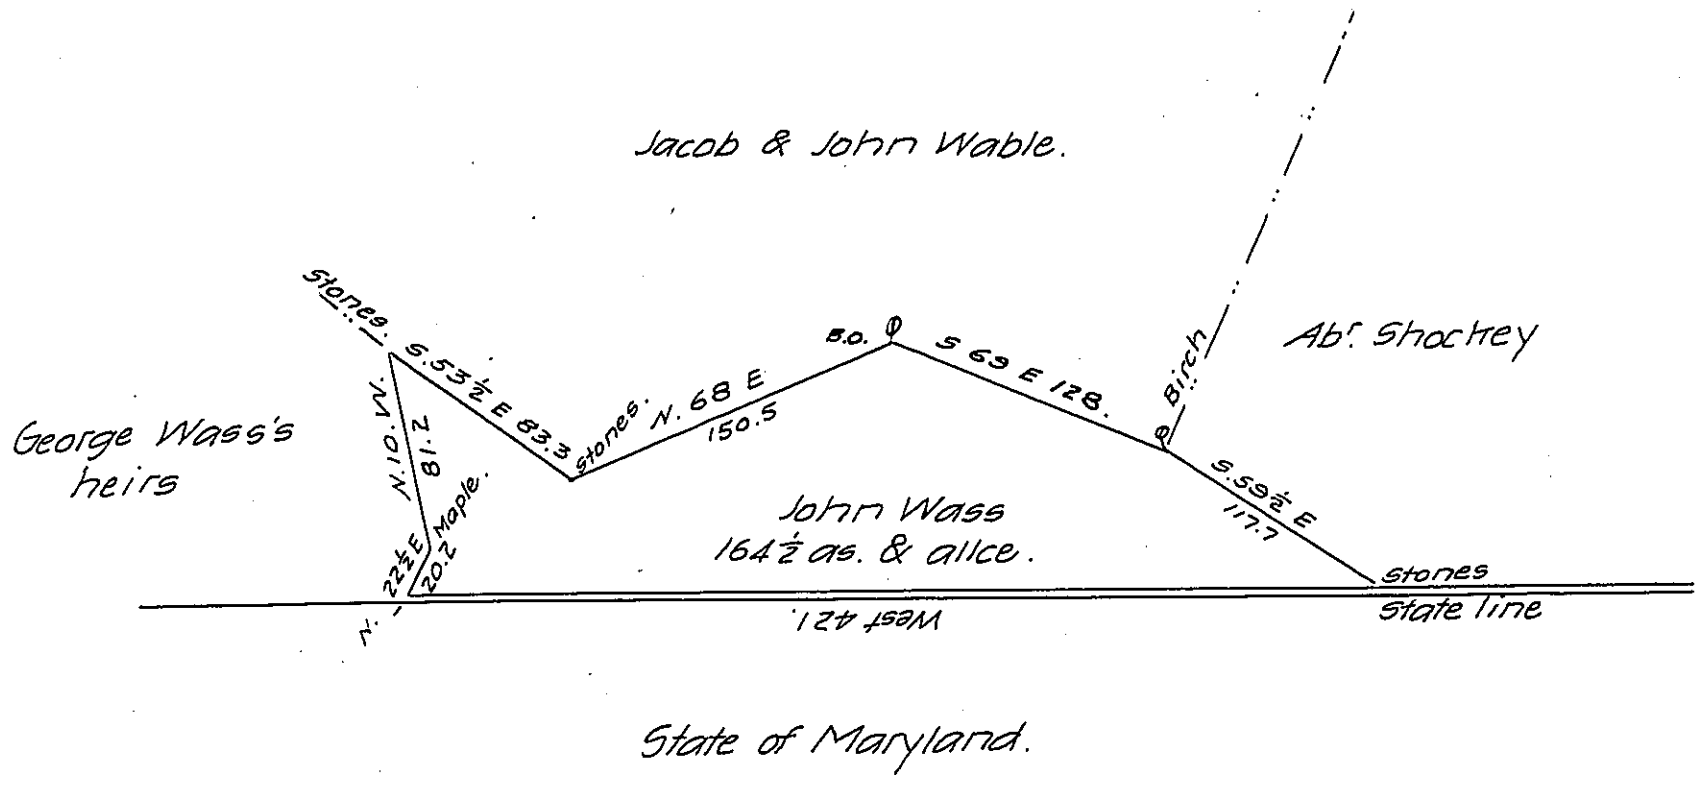 Jacob & John Wable.
Stones.
S. 53½ E 83.3
Stones.
N. 68 E
150.5
B.O.
S 69 E 128.
Birch
Abr. Shockey
George Wass's
heirs
N. 10. W.
81.2
Maple.
N. 22½ E
20.2
John Wass
164½ as. & allce.
S. 59½ E
117.7
Stones
State line
West 421.
State of Maryland.